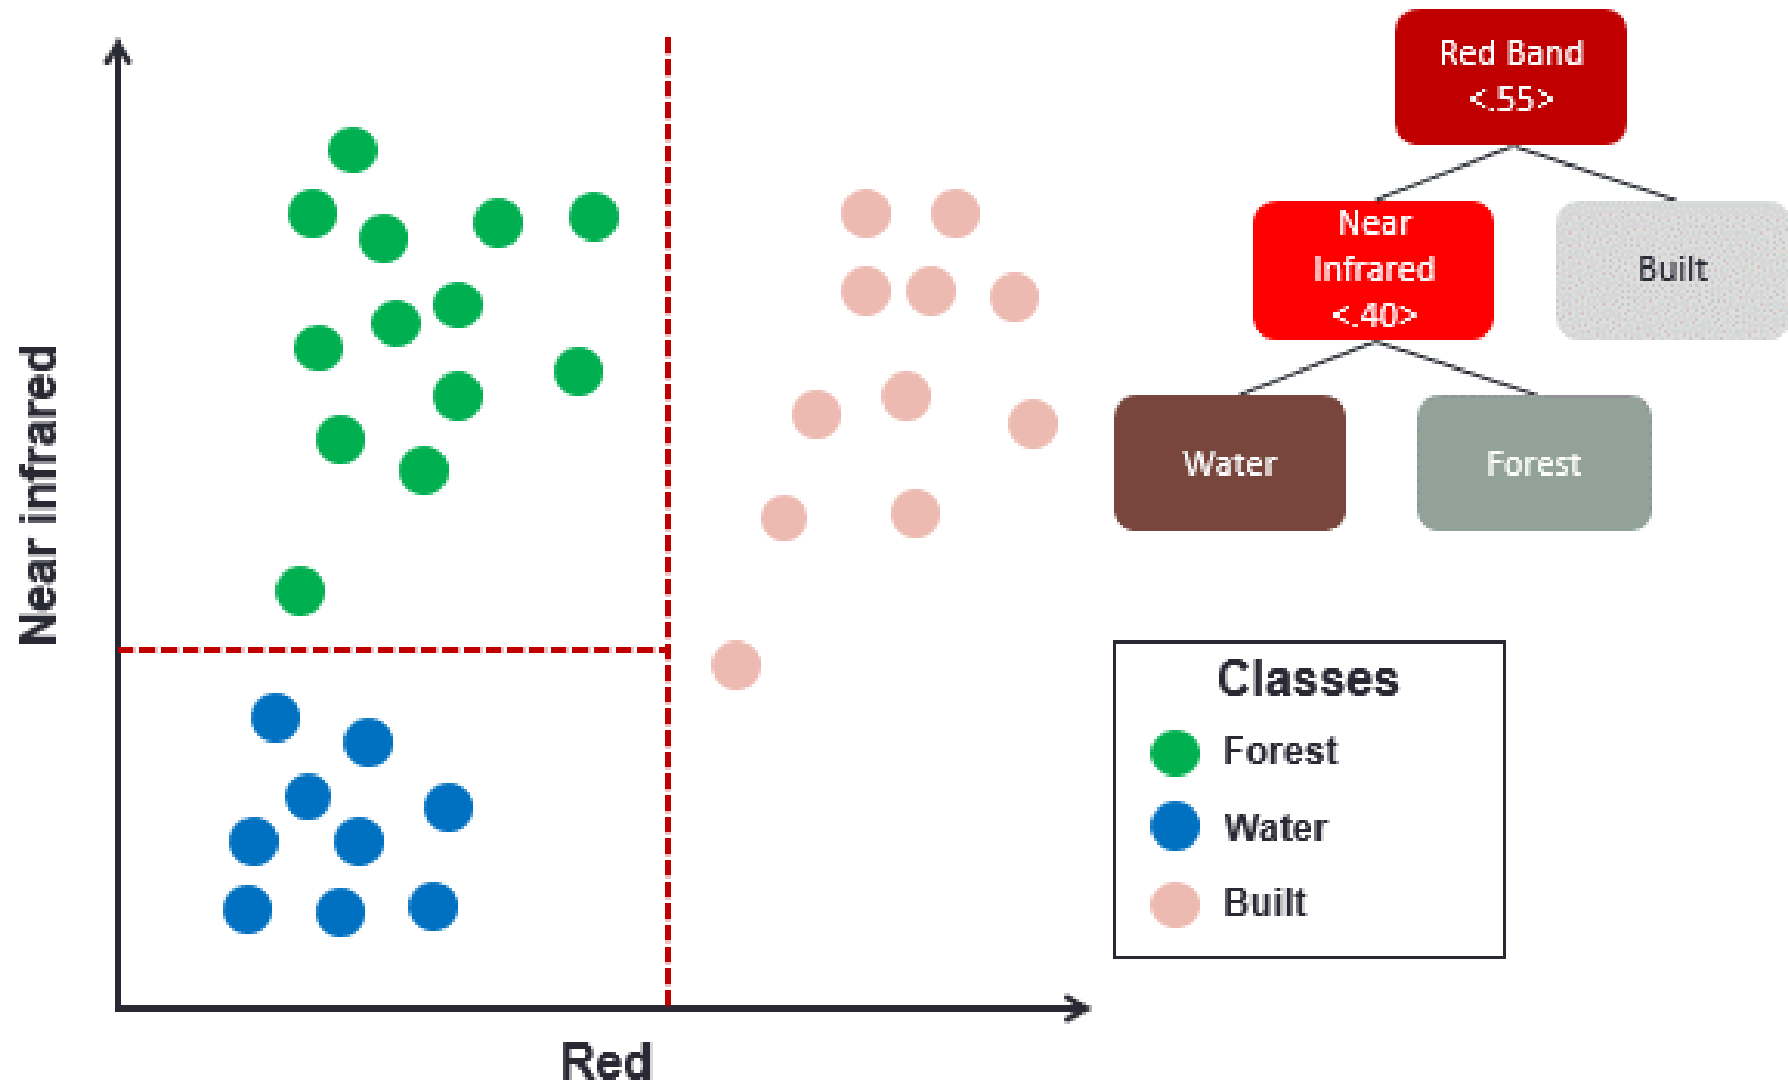 Near infrared
Red
Red Band
<.55>
Near
Infrared
<.40>
Built
Water
Forest
Classes
Forest
Water
Built